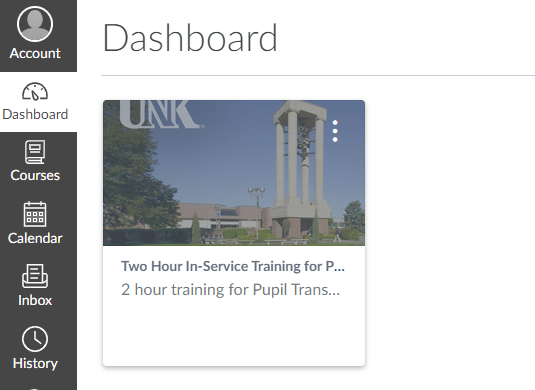 Account
Dashboard
Courses
Calendar
Inbox
History
Dashboard
UNK
Two Hour In-Service Training for P...
2 hour training for Pupil Trans...